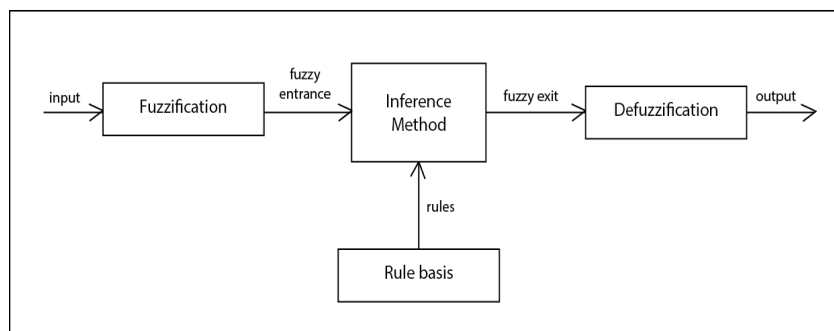 input
Fuzzification
fuzzy
entrance
Inference
Method
fuzzy exit
Defuzzification
output
rules
Rule basis